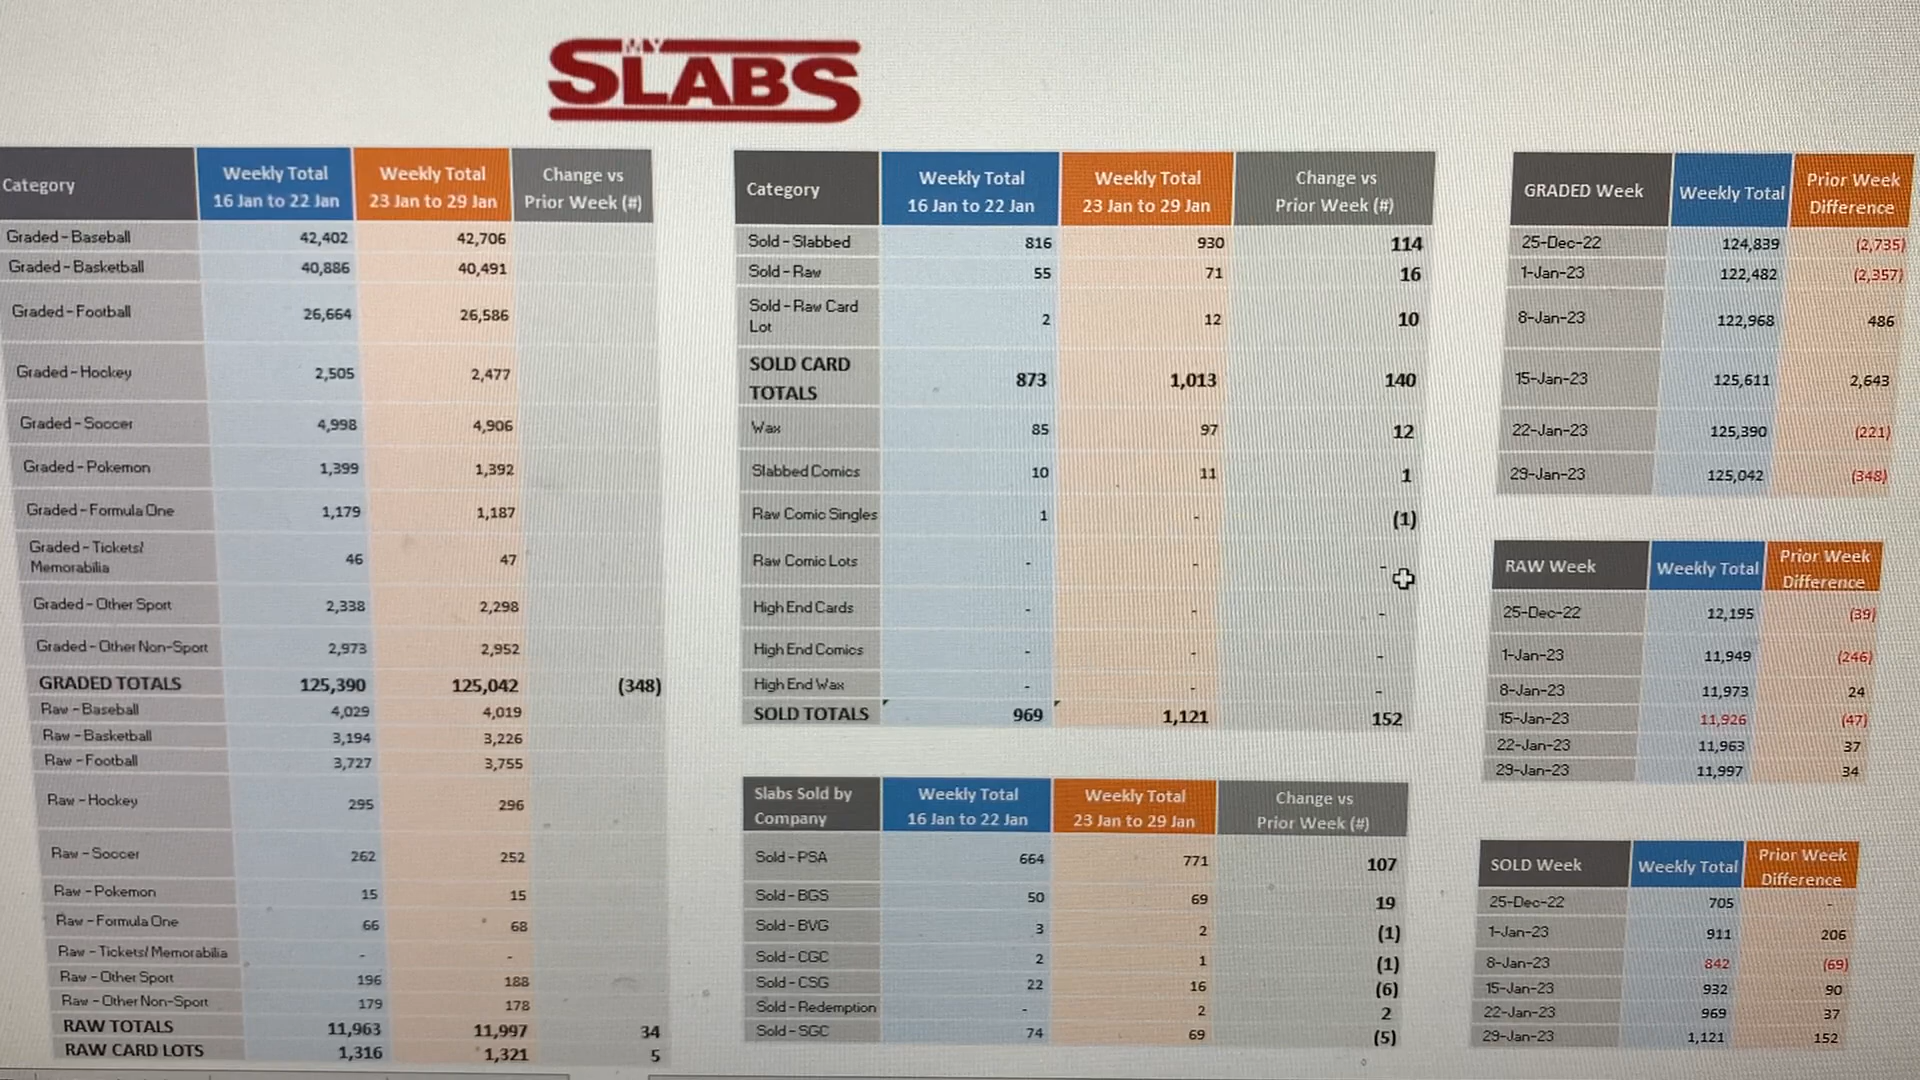 MY
SLABS
Category
Weekly Total
16 Jan to 22 Jan
Weekly Total
23 Jan to 29 Jan
Change vs
Prior Week (#)
Graded - Baseball 42,402 42,706
Graded - Basketball 40,886 40,491
Graded - Football 26,664 26,586
Graded - Hockey 2,505 2,477
Graded - Soccer 4,998 4,906
Graded - Pokemon 1,399 1,392
Graded - Formula One 1,179 1,187
Graded - Tickets/
Memorabilia 46 47
Graded - Other Sport 2,338 2,298
Graded - Other Non-Sport 2,973 2,952
GRADED TOTALS 125,390 125,042 (348)
Raw - Baseball 4,029 4,019
Raw - Basketball 3,194 3,226
Raw - Football 3,727 3,755
Raw - Hockey 295 296
Raw - Soccer 262 252
Raw - Pokemon 15 15
Raw - Formula One 66 68
Raw - Tickets/ Memorabilia - -
Raw - Other Sport 196 188
Raw - Other Non-Sport 179 178
RAW TOTALS 11,963 11,997 34
RAW CARD LOTS 1,316 1,321 5
Category
Weekly Total
16 Jan to 22 Jan
Weekly Total
23 Jan to 29 Jan
Change vs
Prior Week (#)
Sold - Slabbed 816 930 114
Sold - Raw 55 71 16
Sold - Raw Card
Lot 2 12 10
SOLD CARD
TOTALS 873 1,013 140
Wax 85 97 12
Slabbed Comics 10 11 1
Raw Comic Singles 1 - (1)
Raw Comic Lots - - -
High End Cards - - -
High End Comics - - -
High End Wax - - -
SOLD TOTALS 969 1,121 152
Slabs Sold by
Company
Weekly Total
16 Jan to 22 Jan
Weekly Total
23 Jan to 29 Jan
Change vs
Prior Week (#)
Sold - PSA 664 771 107
Sold - BGS 50 69 19
Sold - BVG 3 2 (1)
Sold - CGC 2 1 (1)
Sold - CSG 22 16 (6)
Sold - Redemption - 2 2
Sold - SGC 74 69 (5)
GRADED Week
Weekly Total
Prior Week
Difference
25-Dec-22 124,839 (2,735)
1-Jan-23 122,482 (2,357)
8-Jan-23 122,968 486
15-Jan-23 125,611 2,643
22-Jan-23 125,390 (221)
29-Jan-23 125,042 (348)
RAW Week
Weekly Total
Prior Week
Difference
25-Dec-22 12,195 (39)
1-Jan-23 11,949 (246)
8-Jan-23 11,973 24
15-Jan-23 11,926 (47)
22-Jan-23 11,963 37
29-Jan-23 11,997 34
SOLD Week
Weekly Total
Prior Week
Difference
25-Dec-22 705 -
1-Jan-23 911 206
8-Jan-23 842 (69)
15-Jan-23 932 90
22-Jan-23 969 37
29-Jan-23 1,121 152